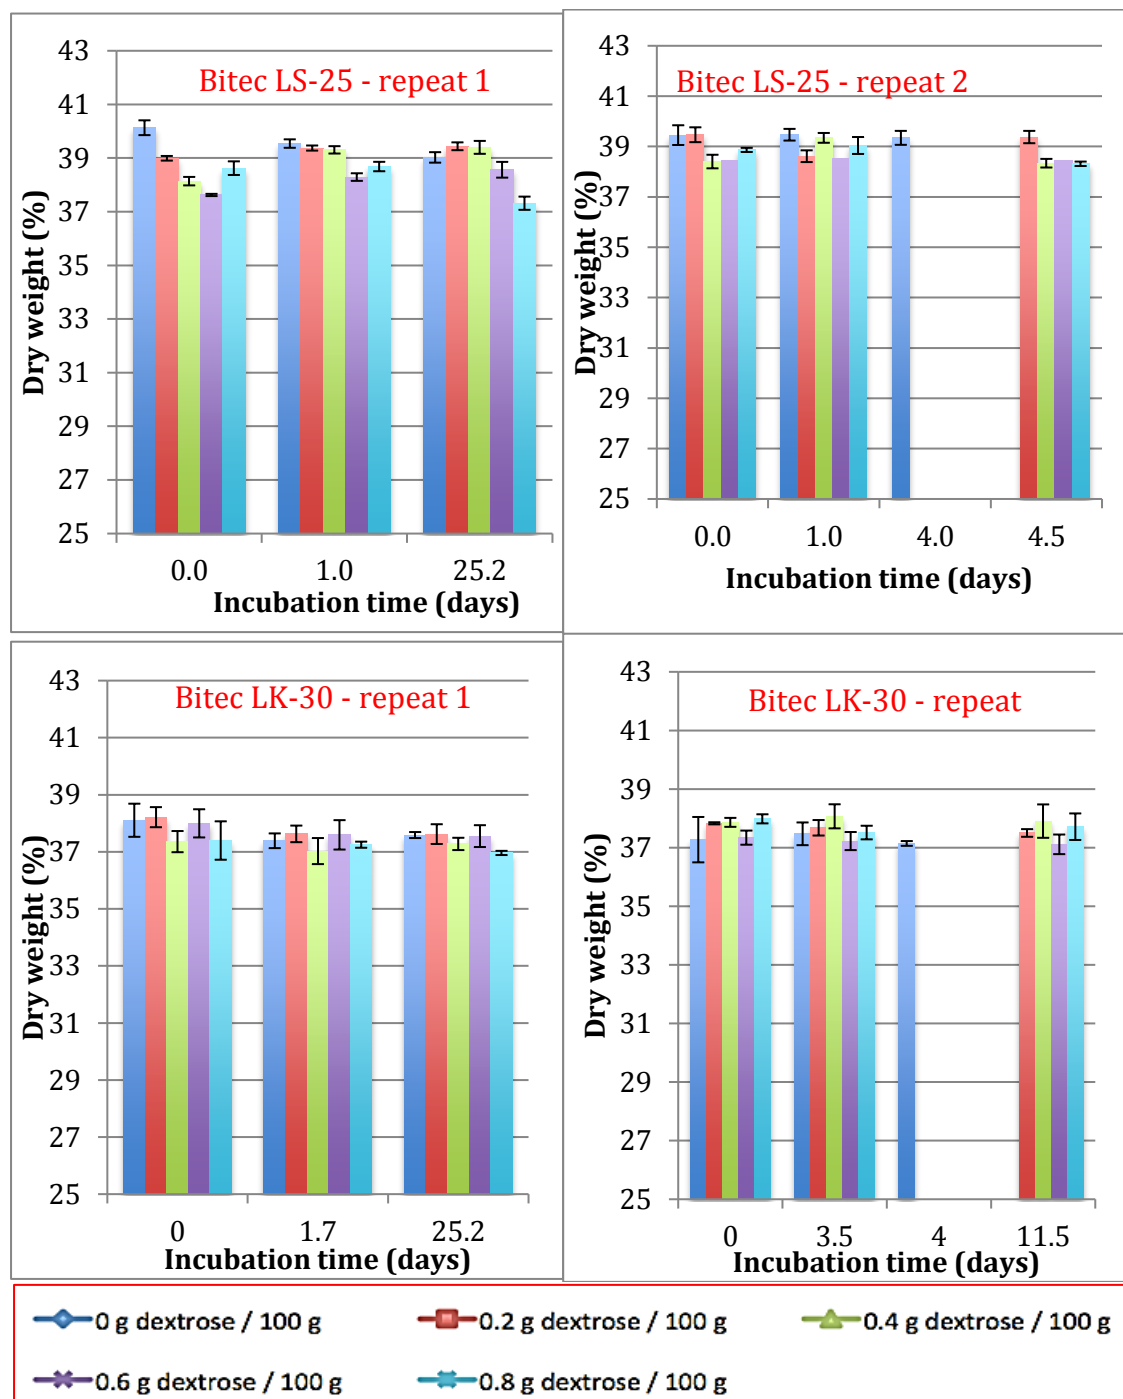 Bitec LS-25 - repeat 1
Dry weight (%)
43
41
39
37
35
33
31
29
27
25
0.0 1.0 25.2
Incubation time (days)
Bitec LS-25 - repeat 2
Dry weight (%)
43
41
39
37
35
33
31
29
27
25
0.0 1.0 4.0 4.5
Incubation time (days)
Bitec LK-30 - repeat 1
Dry weight (%)
43
41
39
37
35
33
31
29
27
25
0 1.7 25.2
Incubation time (days)
Bitec LK-30 - repeat
Dry weight (%)
43
41
39
37
35
33
31
29
27
25
0 3.5 4 11.5
Incubation time (days)
0 g dextrose / 100 g 0.2 g dextrose / 100 g 0.4 g dextrose / 100 g
0.6 g dextrose / 100 g 0.8 g dextrose / 100 g